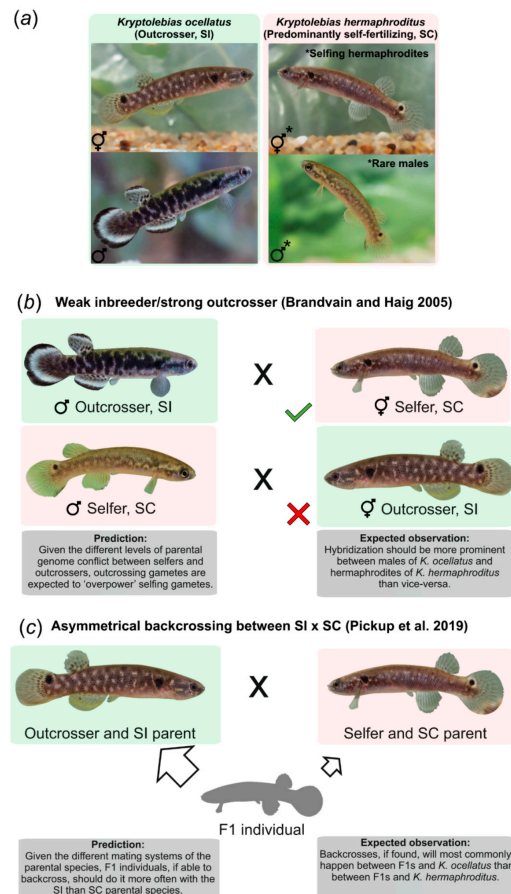 (a)
Kryptolebias ocellatus
(Outcrosser, SI)
Kryptolebias hermaphroditus
(Predominantly self-fertilizing, SC)
*Selfing hermaphrodites
⚥
⚥*
*Rare males
♂
♂*
(b) Weak inbreeder/strong outcrosser (Brandvain and Haig 2005)
X
♂ Outcrosser, SI
⚥ Selfer, SC
X
♂ Selfer, SC
⚥ Outcrosser, SI
Prediction:
Given the different levels of parental
genome conflict between selfers and
outcrossers, outcrossing gametes are
expected to ‘overpower’ selfing gametes.
Expected observation:
Hybridization should be more prominent
between males of K. ocellatus and
hermaphrodites of K. hermaphroditus
than vice-versa.
(c) Asymmetrical backcrossing between SI x SC (Pickup et al. 2019)
X
Outcrosser and SI parent
Selfer and SC parent
F1 individual
Prediction:
Given the different mating systems of the
parental species, F1 individuals, if able to
backcross, should do it more often with the
SI than SC parental species.
Expected observation:
Backcrosses, if found, will most commonly
happen between F1s and K. ocellatus than
between F1s and K. hermaphroditus.